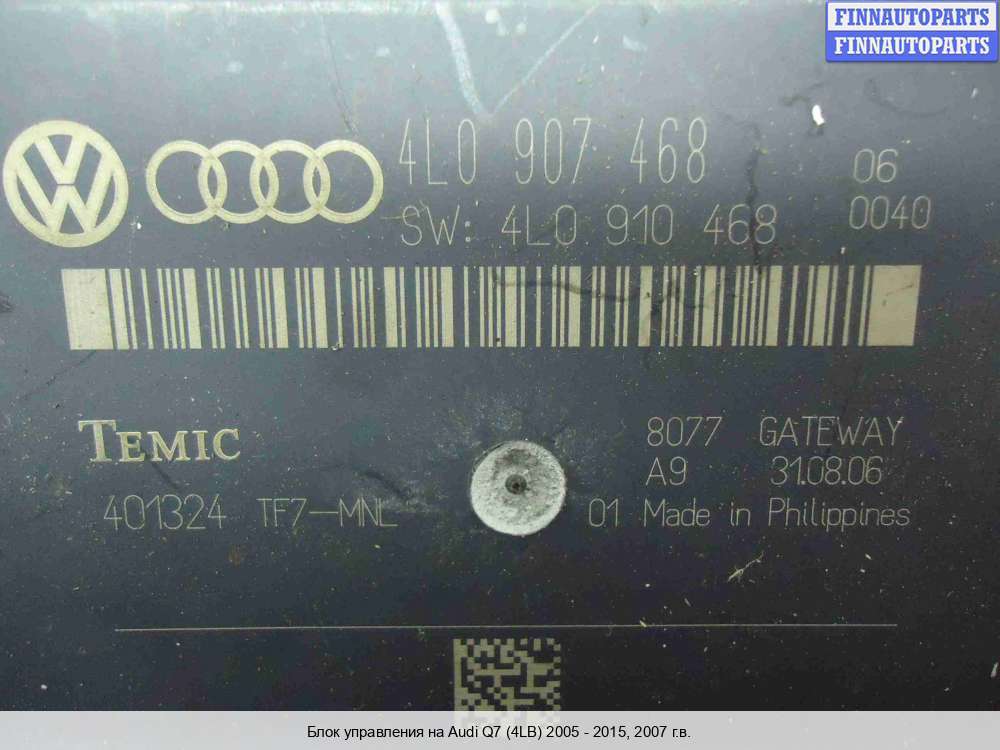 FINNAUTOPARTS
FINNAUTOPARTS
4L0 907 468 06
SW: 4L0 910 468 0040
TEMIC
8077 GATEWAY
A9 31.08.06
401324 TF7-MNL 01 Made in Philippines
Блок управления на Audi Q7 (4LB) 2005 - 2015, 2007 г.в.